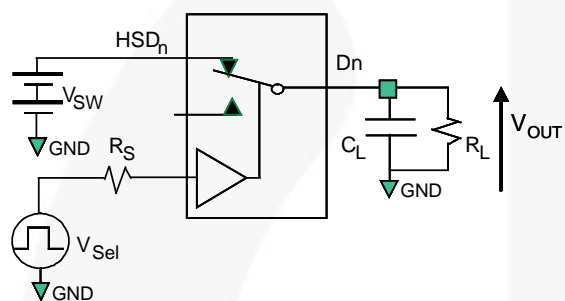 HSDn
Dn
VSW
GND
RS
CL
RL
VOUT
GND
VSel
GND